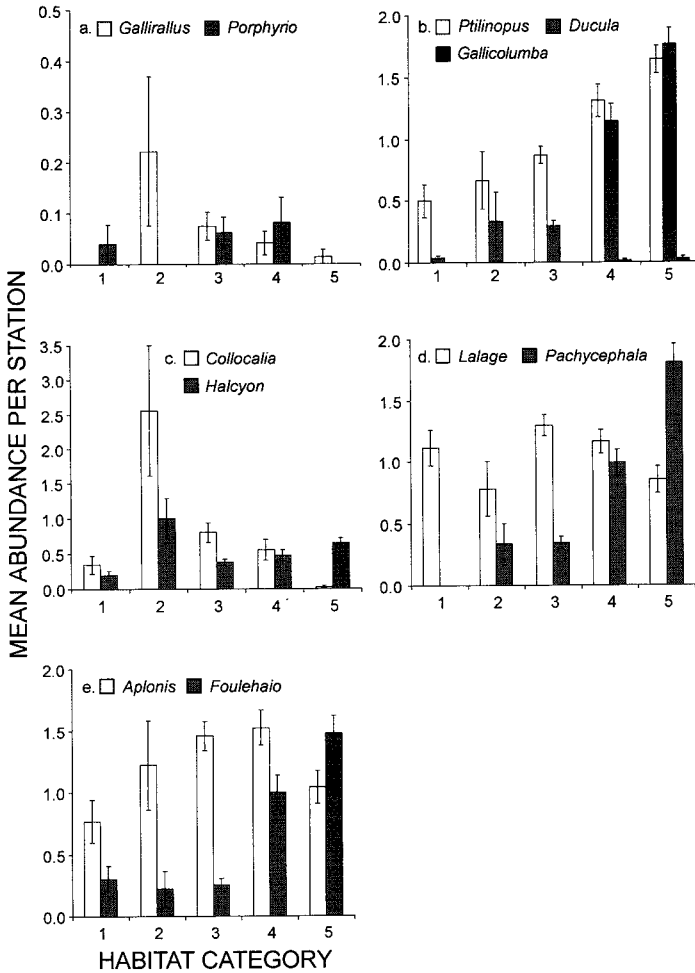 MEAN ABUNDANCE PER STATION
a. Gallirallus Porphyrio
0.5
0.4
0.3
0.2
0.1
0.0
1 2 3 4 5
b. Ptilinopus Ducula
Gallicolumba
2.0
1.5
1.0
0.5
0.0
1 2 3 4 5
c. Collocalia
Halcyon
3.5
3.0
2.5
2.0
1.5
1.0
0.5
0.0
1 2 3 4 5
d. Lalage Pachycephala
2.0
1.5
1.0
0.5
0.0
1 2 3 4 5
e. Aplonis Foulehaio
2.0
1.5
1.0
0.5
0.0
1 2 3 4 5
HABITAT CATEGORY